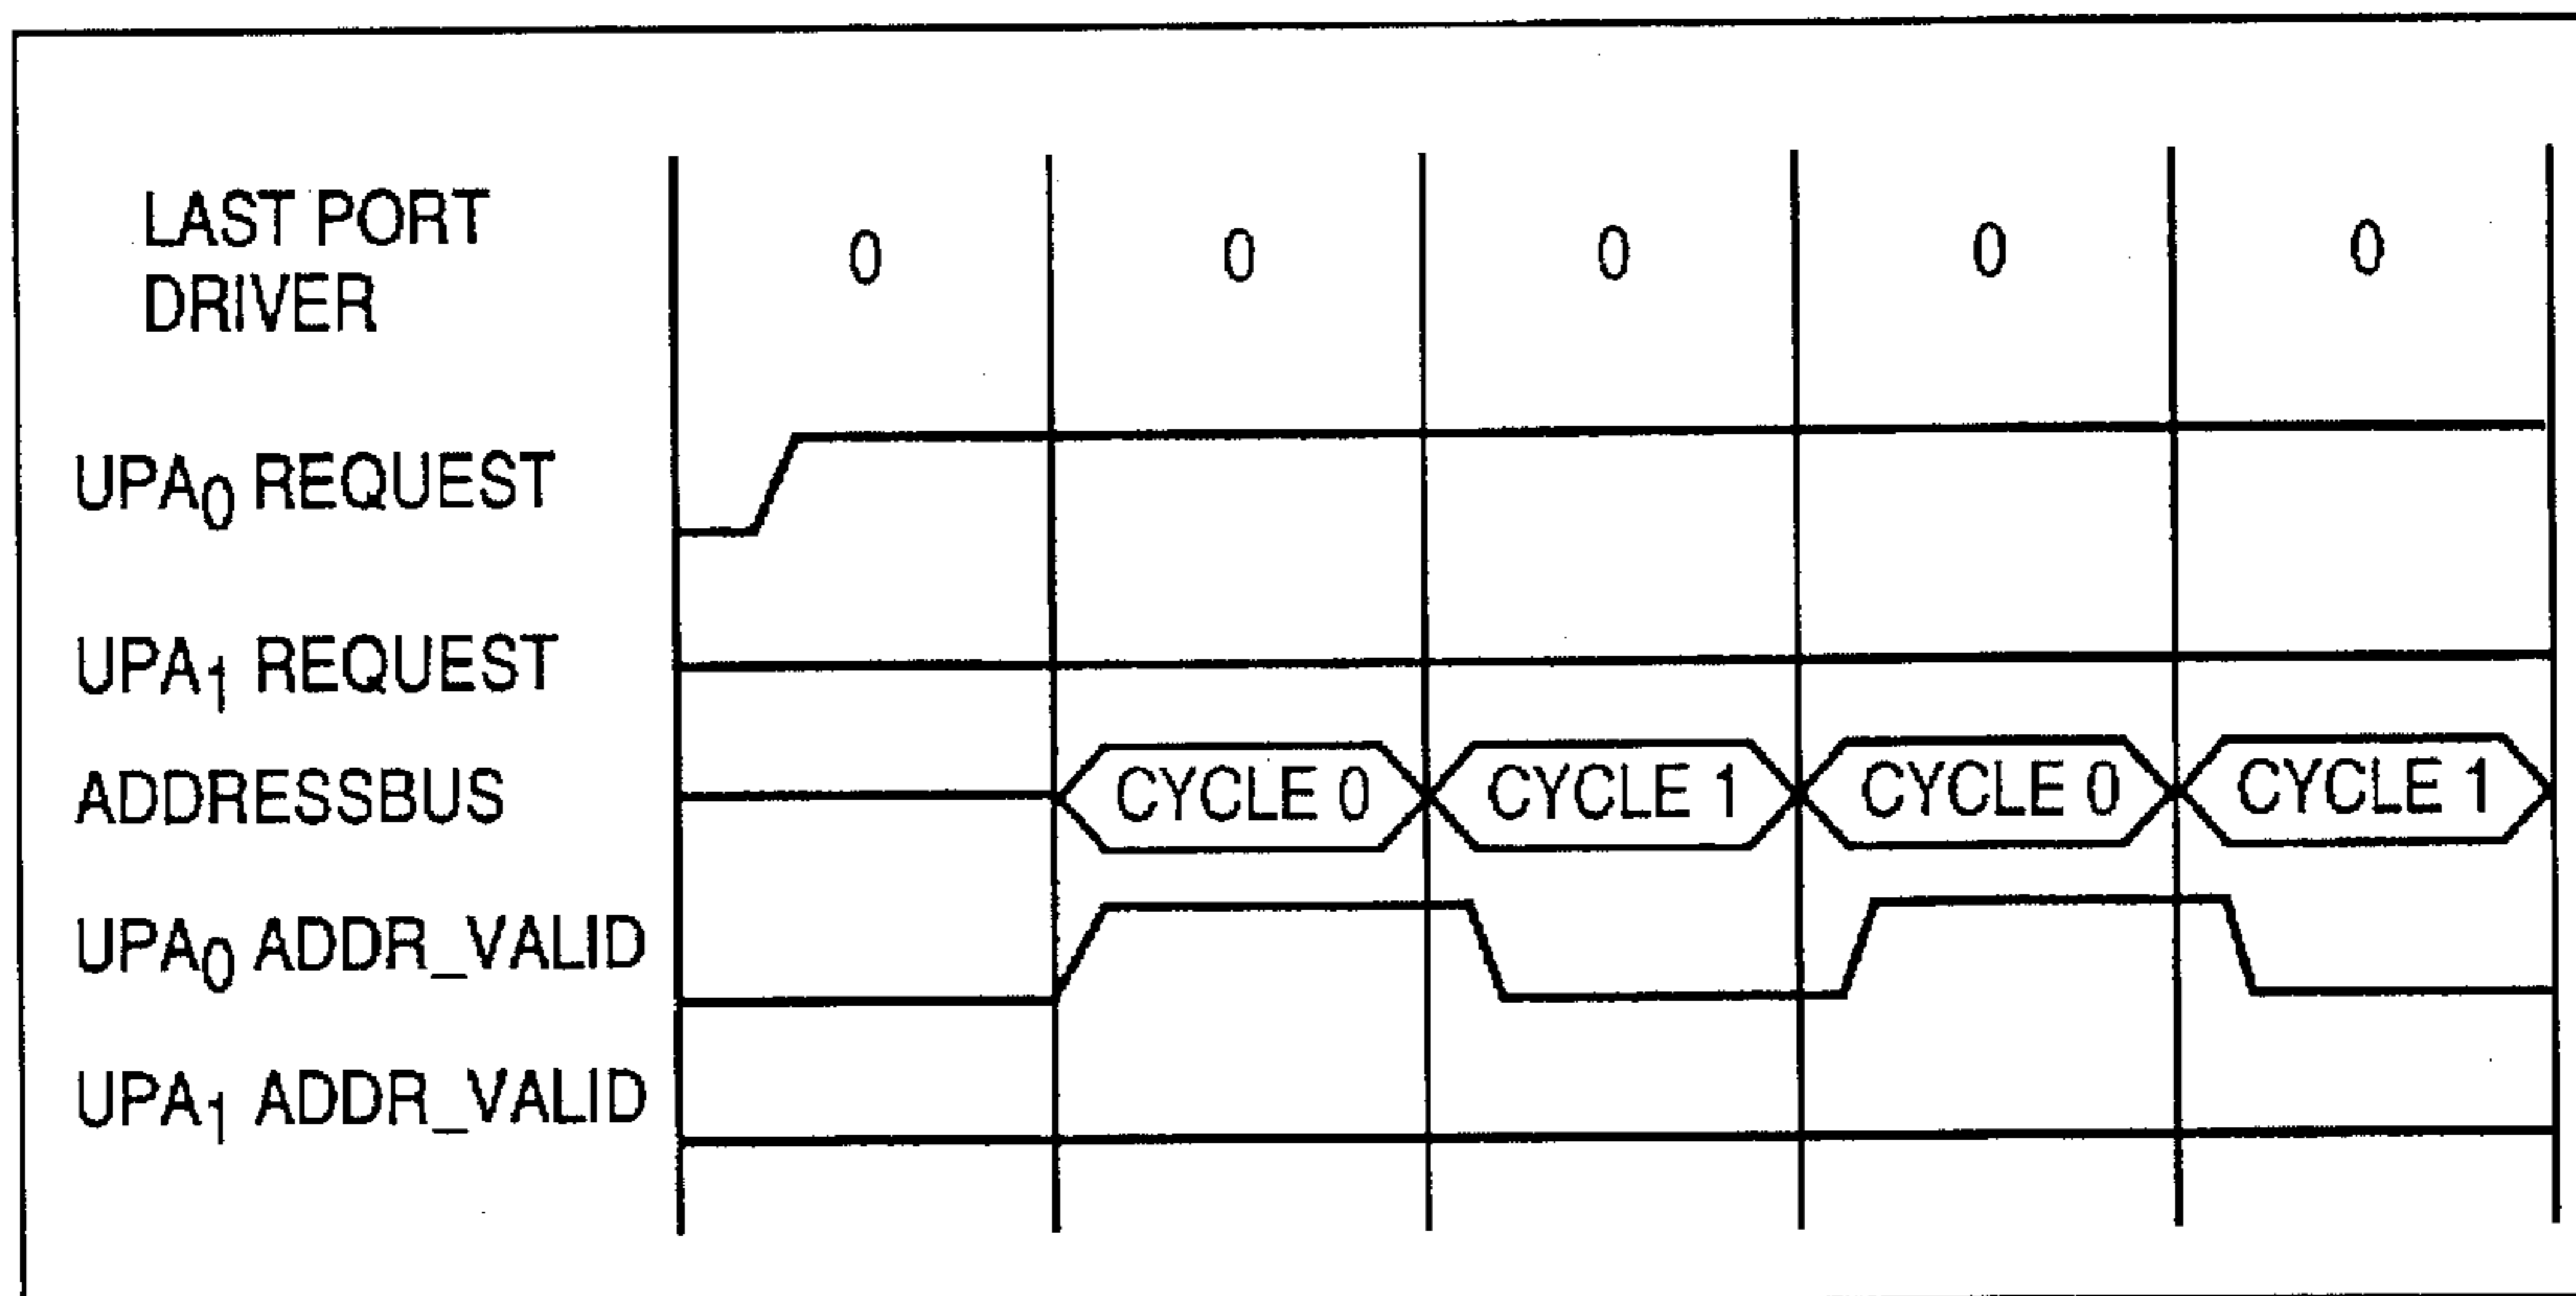 LAST PORT
DRIVER
0 0 0 0 0
UPA0 REQUEST
UPA1 REQUEST
ADDRESSBUS
CYCLE 0 CYCLE 1 CYCLE 0 CYCLE 1
UPA0 ADDR_VALID
UPA1 ADDR_VALID